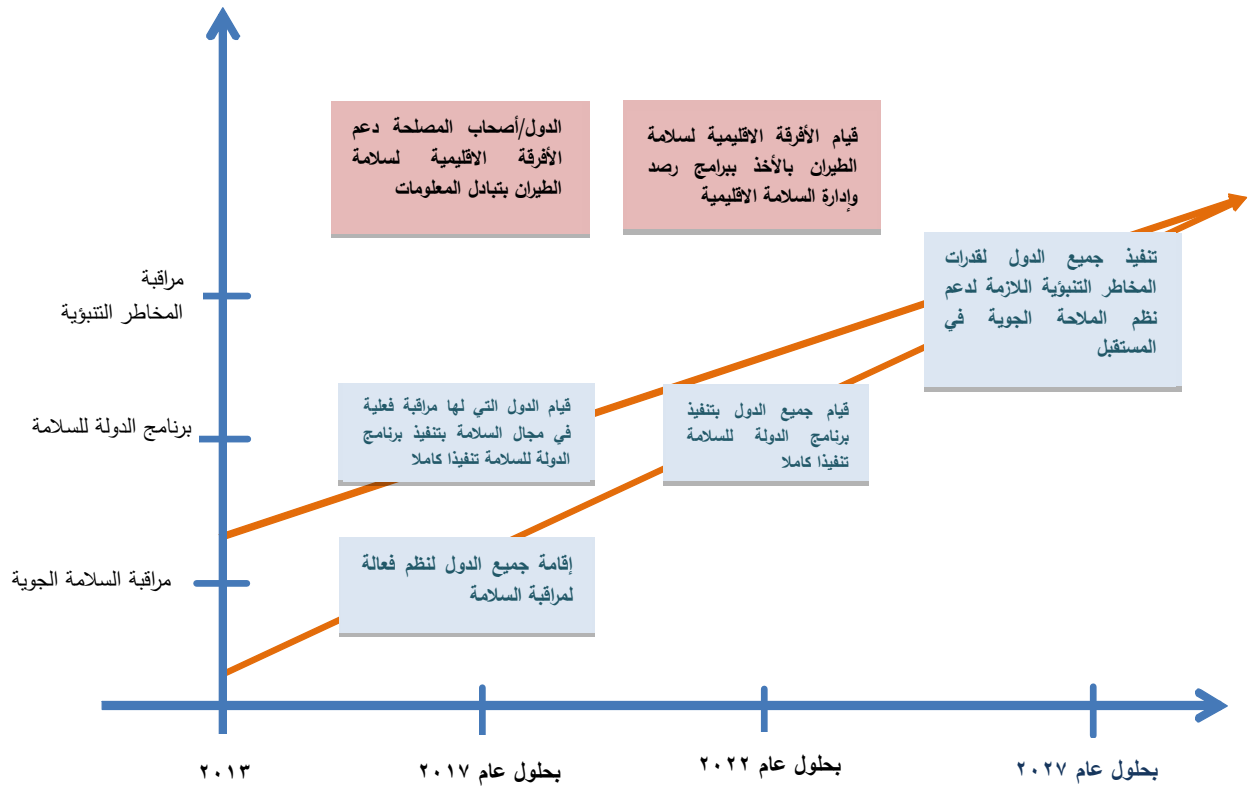 الدول/أصحاب المصلحة دعم
الأفرقة الاقليمية لسلامة
الطيران بتبادل المعلومات
قيام الأفرقة الاقليمية لسلامة
الطيران بالأخذ ببرامج رصد
وإدارة السلامة الاقليمية
تنفيذ جميع الدول لقدرات
المخاطر التنبؤية اللازمة لدعم
نظم الملاحة الجوية في
المستقبل
مراقبة
المخاطر التنبؤية
قيام الدول التي لها مراقبة فعلية
في مجال السلامة بتنفيذ برنامج
الدولة للسلامة تنفيذا كاملا
قيام جميع الدول بتنفيذ
برنامج الدولة للسلامة
تنفيذا كاملا
برنامج الدولة للسلامة
إقامة جميع الدول لنظم فعالة
لمراقبة السلامة
مراقبة السلامة الجوية
٢٠١٣
بحلول عام ٢٠١٧
بحلول عام ٢٠٢٢
بحلول عام ٢٠٢٧